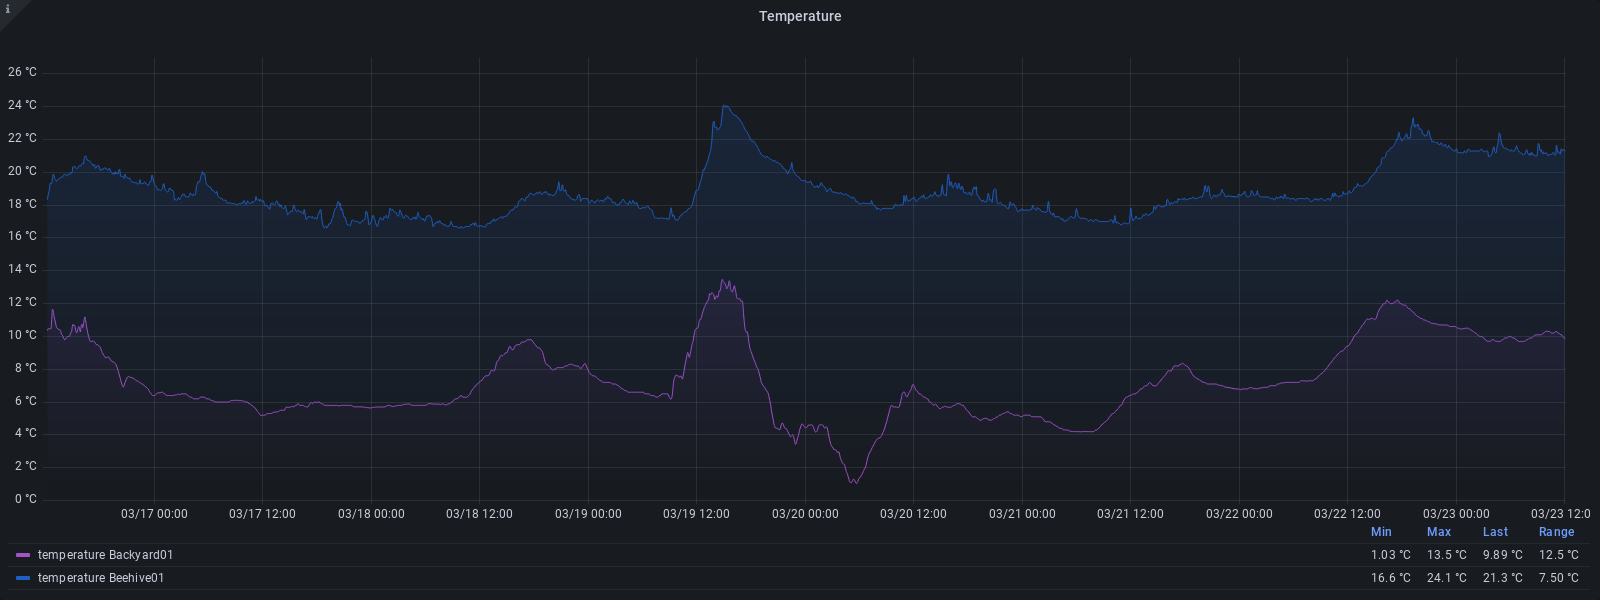 i
Temperature
26 °C
24 °C
22 °C
20 °C
18 °C
16 °C
14 °C
12 °C
10 °C
8 °C
6 °C
4 °C
2 °C
0 °C
03/17 00:00 03/17 12:00 03/18 00:00 03/18 12:00 03/19 00:00 03/19 12:00 03/20 00:00 03/20 12:00 03/21 00:00 03/21 12:00 03/22 00:00 03/22 12:00 03/23 00:00 03/23 12:0
Min Max Last Range
temperature Backyard01 1.03 °C 13.5 °C 9.89 °C 12.5 °C
temperature Beehive01 16.6 °C 24.1 °C 21.3 °C 7.50 °C